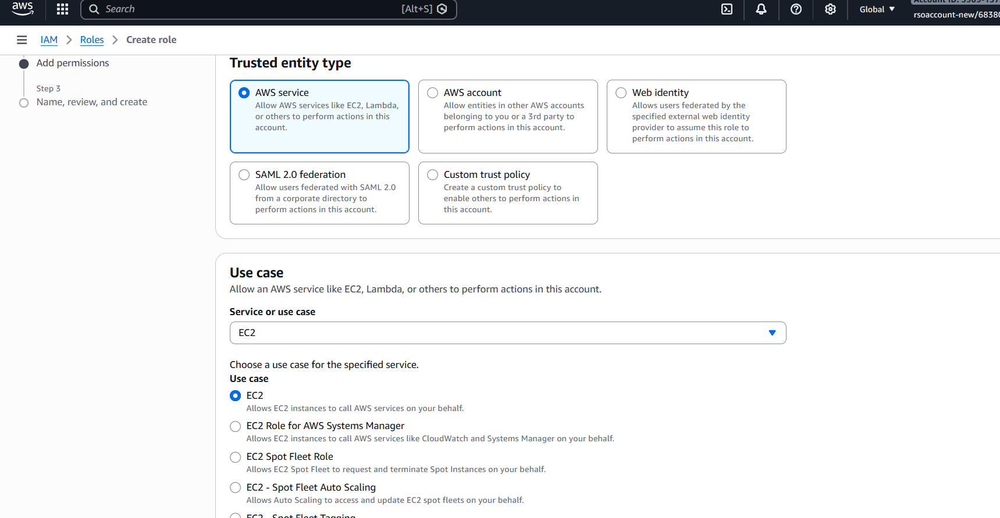 aws
Search
[Alt+S]
Global
rsoaccount-new/6838
IAM
Roles
Create role
Add permissions
Step 3
Name, review, and create
Trusted entity type
AWS service
Allow AWS services like EC2, Lambda,
or others to perform actions in this
account.
AWS account
Allow entities in other AWS accounts
belonging to you or a 3rd party to
perform actions in this account.
Web identity
Allows users federated by the
specified external web identity
provider to assume this role to
perform actions in this account.
SAML 2.0 federation
Allow users federated with SAML 2.0
from a corporate directory to
perform actions in this account.
Custom trust policy
Create a custom trust policy to
enable others to perform actions in
this account.
Use case
Allow an AWS service like EC2, Lambda, or others to perform actions in this account.
Service or use case
EC2
Choose a use case for the specified service.
Use case
EC2
Allows EC2 instances to call AWS services on your behalf.
EC2 Role for AWS Systems Manager
Allows EC2 instances to call AWS services like CloudWatch and Systems Manager on your behalf.
EC2 Spot Fleet Role
Allows EC2 Spot Fleet to request and terminate Spot Instances on your behalf.
EC2 - Spot Fleet Auto Scaling
Allows Auto Scaling to access and update EC2 spot fleets on your behalf.
EC2 - Spot Fleet Tagging